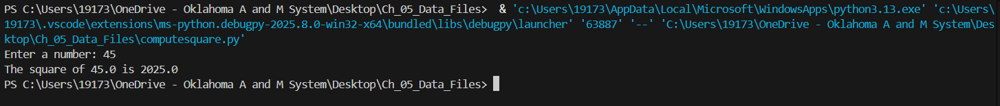 PS C:\Users\19173\OneDrive - Oklahoma A and M System\Desktop\Ch_05_Data_Files>  & 'c:\Users\19173\AppData\Local\Microsoft\WindowsApps\python3.13.exe' 'c:\Users\
19173\.vscode\extensions\ms-python.debugpy-2025.8.0-win32-x64\bundled\libs\debugpy\launcher' '63887' '--' 'C:\Users\19173\OneDrive - Oklahoma A and M System\Des
ktop\Ch_05_Data_Files\computesquare.py'
Enter a number: 45
The square of 45.0 is 2025.0
PS C:\Users\19173\OneDrive - Oklahoma A and M System\Desktop\Ch_05_Data_Files>